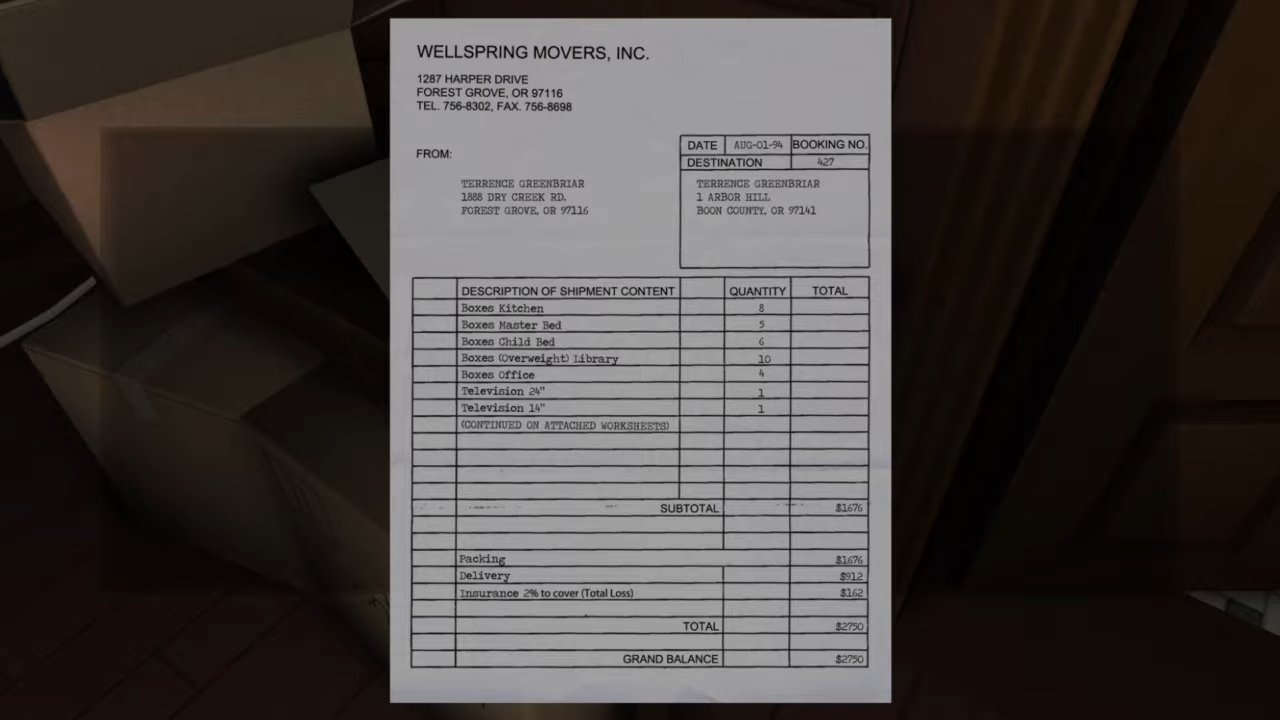 WELLSPRING MOVERS, INC.
1287 HARPER DRIVE
FOREST GROVE, OR 97116
TEL. 756-8302, FAX. 756-8698
DATE AUG-01-94 BOOKING NO.
FROM:
DESTINATION 427
TERRENCE GREENBRIAR
1888 DRY CREEK RD.
FOREST GROVE, OR 97116
TERRENCE GREENBRIAR
1 ARBOR HILL
BOON COUNTY, OR 97141
DESCRIPTION OF SHIPMENT CONTENT QUANTITY TOTAL
Boxes Kitchen 8
Boxes Master Bed 5
Boxes Child Bed 6
Boxes (Overweight) Library 10
Boxes Office 4
Television 24" 1
Television 14" 1
(CONTINUED ON ATTACHED WORKSHEETS)
SUBTOTAL $1676
Packing $1676
Delivery $912
Insurance 2% to cover (Total Loss) $162
TOTAL $2750
GRAND BALANCE $2750